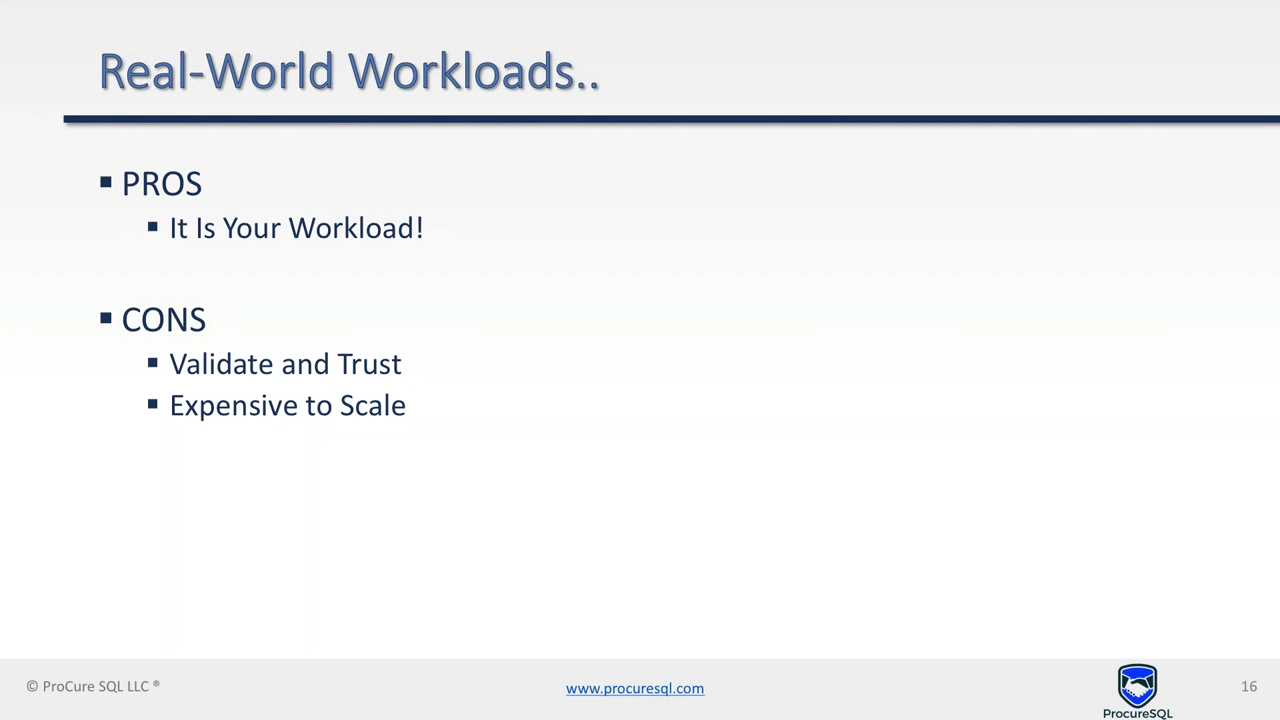 Real-World Workloads..
▪ PROS
▪ It Is Your Workload!
▪ CONS
▪ Validate and Trust
▪ Expensive to Scale
© ProCure SQL LLC ®
www.procuresql.com
ProcureSQL
16